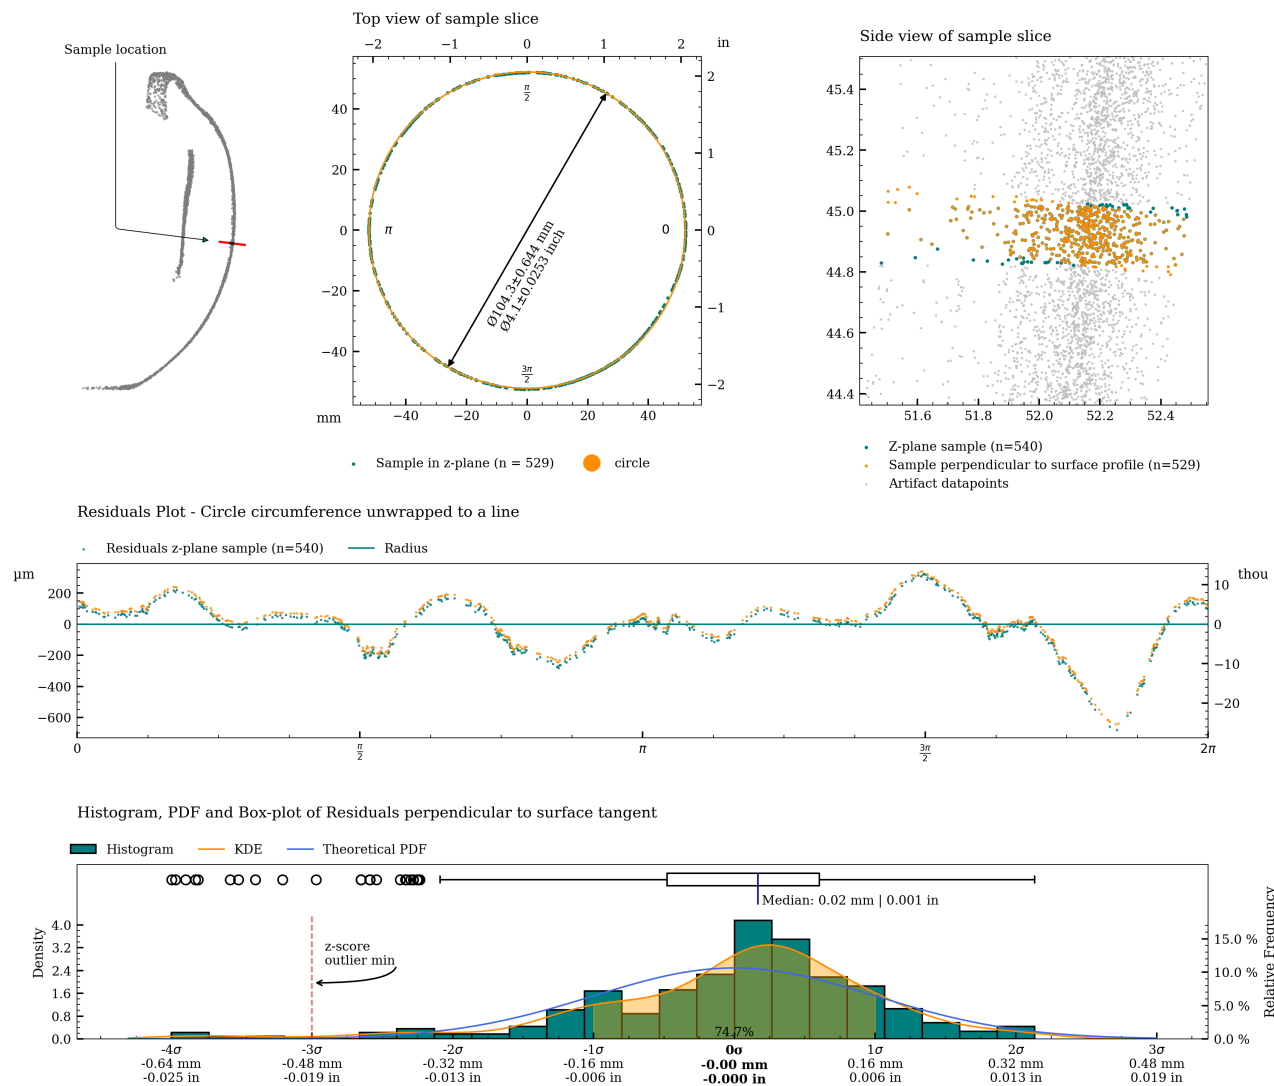 Top view of sample slice
Side view of sample slice
Sample location
−2 −1 0 1 2 in
40
20
0
−20
−40
2
1
0
−1
−2
π/2
π
0
3π/2
Ø104.3±0.644 mm
Ø4.1±0.0253 inch
mm
−40 −20 0 20 40
45.4
45.2
45.0
44.8
44.6
44.4
51.6 51.8 52.0 52.2 52.4
Sample in z-plane (n = 529) circle
Z-plane sample (n=540)
Sample perpendicular to surface profile (n=529)
Artifact datapoints
Residuals Plot - Circle circumference unwrapped to a line
Residuals z-plane sample (n=540) Radius
µm
thou
200
0
−200
−400
−600
10
0
−10
−20
0 π/2 π 3π/2 2π
Histogram, PDF and Box-plot of Residuals perpendicular to surface tangent
Histogram KDE Theoretical PDF
Median: 0.02 mm | 0.001 in
z-score
outlier min
Density
4.0
3.2
2.4
1.6
0.8
0.0
Relative Frequency
15.0 %
10.0 %
5.0 %
0.0 %
74.7%
-4σ -3σ -2σ -1σ 0σ 1σ 2σ 3σ
-0.64 mm -0.48 mm -0.32 mm -0.16 mm -0.00 mm 0.16 mm 0.32 mm 0.48 mm
-0.025 in -0.019 in -0.013 in -0.006 in -0.000 in 0.006 in 0.013 in 0.019 in